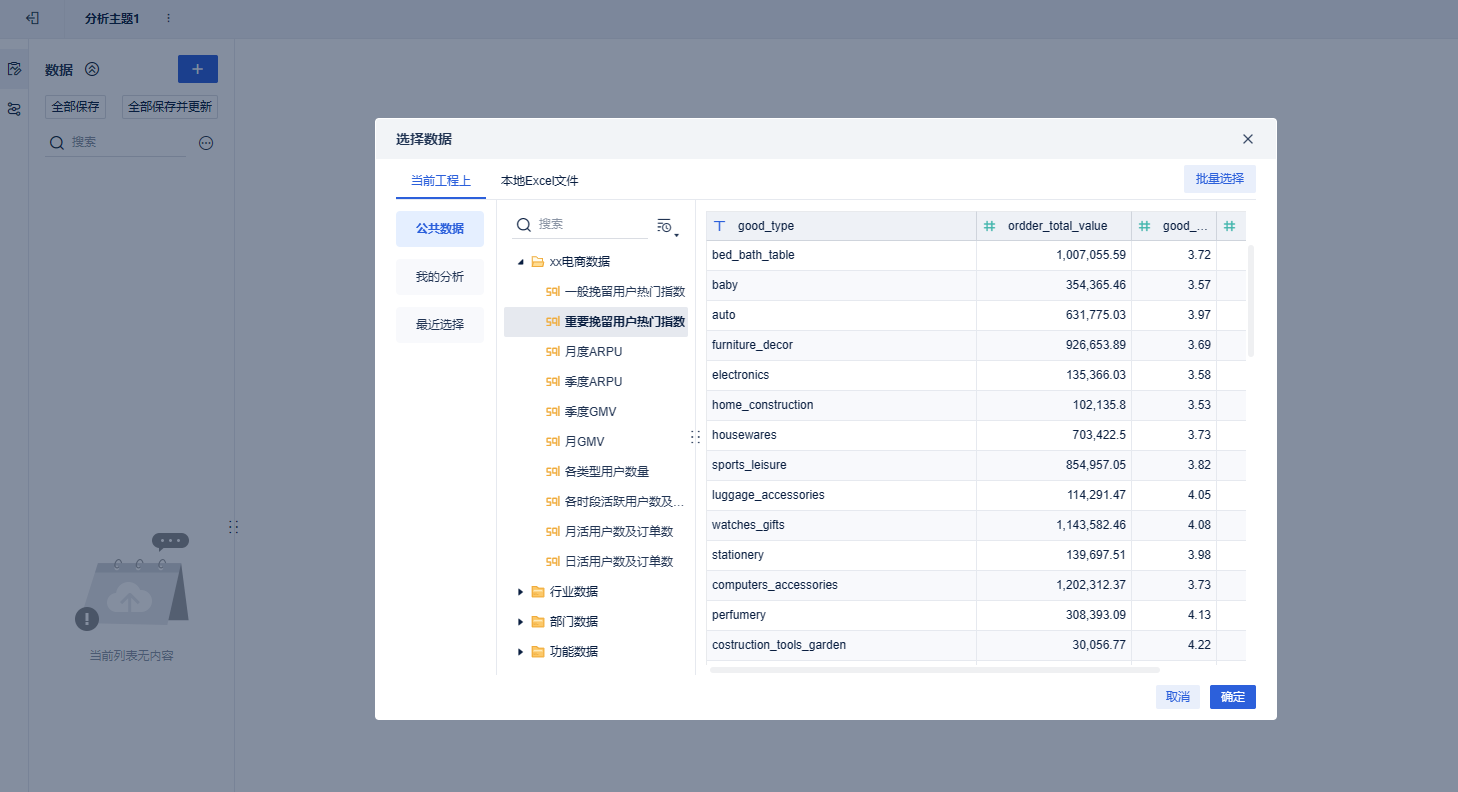 分析主题1
数据
全部保存
全部保存并更新
搜索
当前列表无内容
选择数据
当前工程上
本地Excel文件
批量选择
公共数据
我的分析
最近选择
搜索
xx电商数据
sql 一般挽留用户热门指数
sql 重要挽留用户热门指数
sql 月度ARPU
sql 季度ARPU
sql 季度GMV
sql 月GMV
sql 各类型用户数量
sql 各时段活跃用户数及...
sql 月活用户数及订单数
sql 日活用户数及订单数
行业数据
部门数据
功能数据
T good_type # ordder_total_value # good_... #
bed_bath_table 1,007,055.59 3.72
baby 354,365.46 3.57
auto 631,775.03 3.97
furniture_decor 926,653.89 3.69
electronics 135,366.03 3.58
home_construction 102,135.8 3.53
housewares 703,422.5 3.73
sports_leisure 854,957.05 3.82
luggage_accessories 114,291.47 4.05
watches_gifts 1,143,582.46 4.08
stationery 139,697.51 3.98
computers_accessories 1,202,312.37 3.73
perfumery 308,393.09 4.13
costruction_tools_garden 30,056.77 4.22
取消
确定